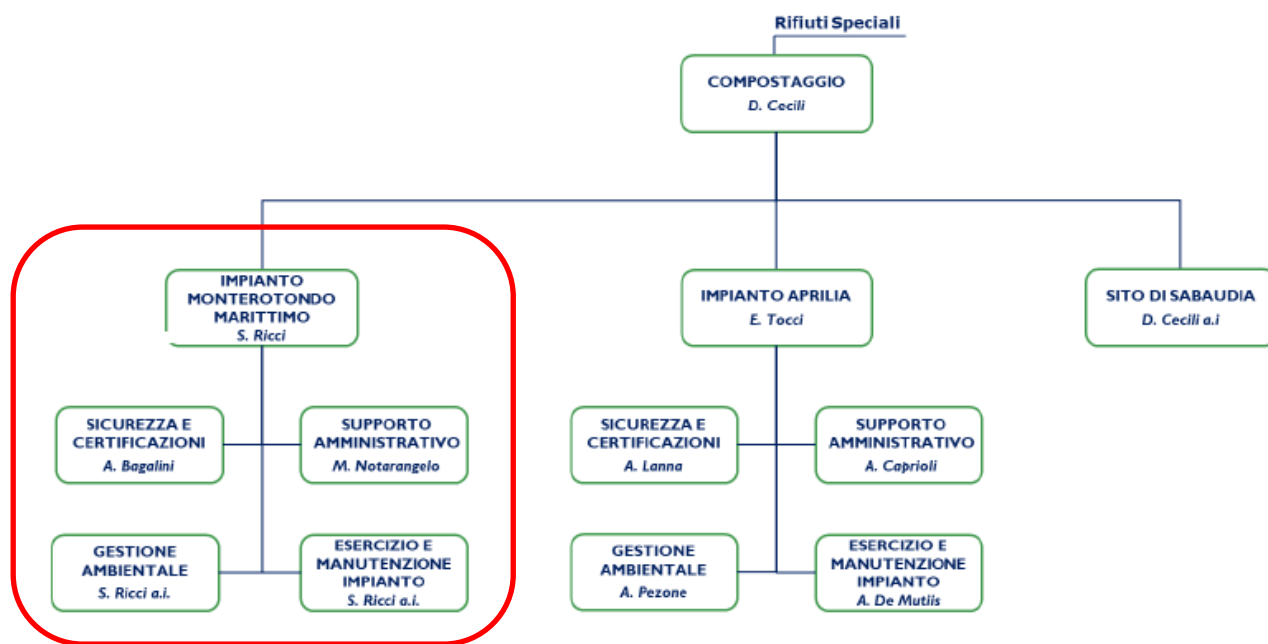 Rifiuti Speciali
COMPOSTAGGIO
D. Cecili
IMPIANTO
MONTEROTONDO
MARITTIMO
S. Ricci
IMPIANTO APRILIA
E. Tocci
SITO DI SABAUDIA
D. Cecili a.i
SICUREZZA E
CERTIFICAZIONI
A. Bagalini
SUPPORTO
AMMINISTRATIVO
M. Notarangelo
SICUREZZA E
CERTIFICAZIONI
A. Lanna
SUPPORTO
AMMINISTRATIVO
A. Caprioli
GESTIONE
AMBIENTALE
S. Ricci a.i.
ESERCIZIO E
MANUTENZIONE
IMPIANTO
S. Ricci a.i.
GESTIONE
AMBIENTALE
A. Pezone
ESERCIZIO E
MANUTENZIONE
IMPIANTO
A. De Mutiis